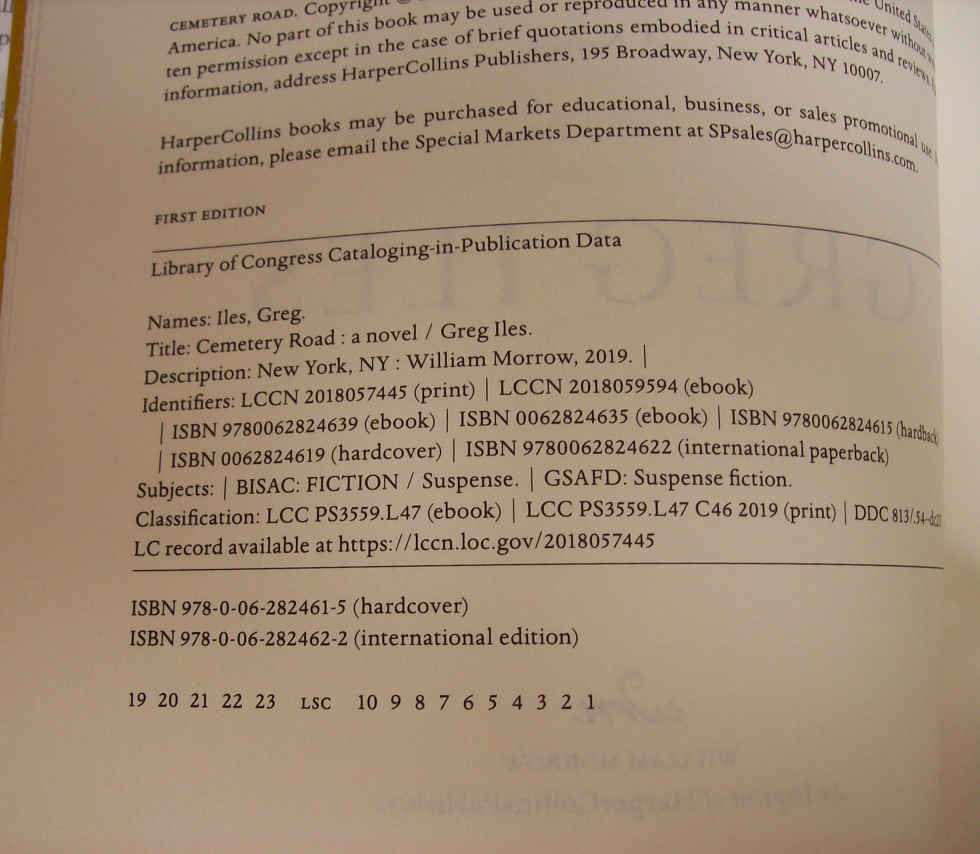 CEMETERY ROAD. Copyright ©
America. No part of this book may be used or reproduced in any manner whatsoever without
ten permission except in the case of brief quotations embodied in critical articles and reviews.
information, address HarperCollins Publishers, 195 Broadway, New York, NY 10007.
HarperCollins books may be purchased for educational, business, or sales promotional use.
information, please email the Special Markets Department at SPsales@harpercollins.com.
FIRST EDITION
Library of Congress Cataloging-in-Publication Data
Names: Iles, Greg.
Title: Cemetery Road : a novel / Greg Iles.
Description: New York, NY : William Morrow, 2019. |
Identifiers: LCCN 2018057445 (print) | LCCN 2018059594 (ebook)
| ISBN 9780062824639 (ebook) | ISBN 0062824635 (ebook) | ISBN 9780062824615 (hardback)
| ISBN 0062824619 (hardcover) | ISBN 9780062824622 (international paperback)
Subjects: | BISAC: FICTION / Suspense. | GSAFD: Suspense fiction.
Classification: LCC PS3559.L47 (ebook) | LCC PS3559.L47 C46 2019 (print) | DDC 813/.54-dc23
LC record available at https://lccn.loc.gov/2018057445
ISBN 978-0-06-282461-5 (hardcover)
ISBN 978-0-06-282462-2 (international edition)
19 20 21 22 23 LSC 10 9 8 7 6 5 4 3 2 1